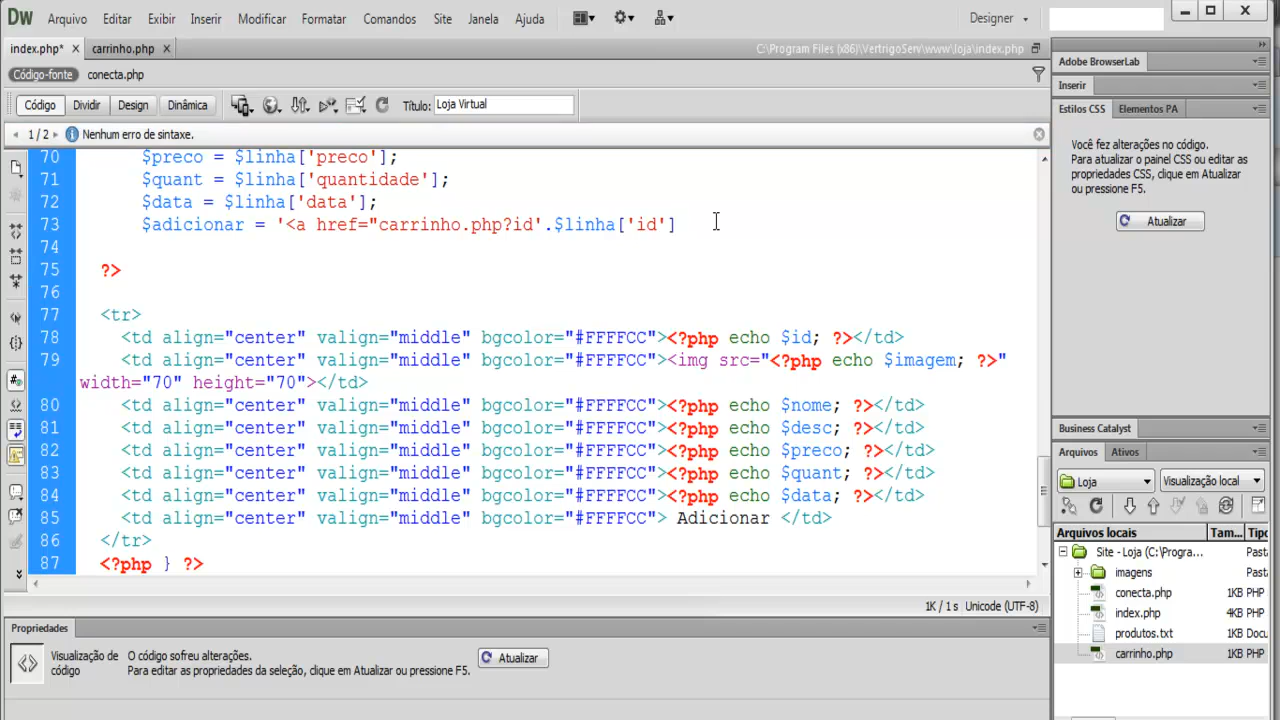 Dw Arquivo Editar Exibir Inserir Modificar Formatar Comandos Site Janela Ajuda Designer
index.php* carrinho.php C:\Program Files (x86)\VertrigoServ\www\loja\index.php
Código-fonte conecta.php
Código Dividir Design Dinâmica Título: Loja Virtual
1 / 2 Nenhum erro de sintaxe.
70 $preco = $linha['preco'];
71 $quant = $linha['quantidade'];
72 $data = $linha['data'];
73 $adicionar = '<a href="carrinho.php?id'.$linha['id']
74
75 ?>
76
77 <tr>
78 <td align="center" valign="middle" bgcolor="#FFFFCC"><?php echo $id; ?></td>
79 <td align="center" valign="middle" bgcolor="#FFFFCC"><img src="<?php echo $imagem; ?>"
width="70" height="70"></td>
80 <td align="center" valign="middle" bgcolor="#FFFFCC"><?php echo $nome; ?></td>
81 <td align="center" valign="middle" bgcolor="#FFFFCC"><?php echo $desc; ?></td>
82 <td align="center" valign="middle" bgcolor="#FFFFCC"><?php echo $preco; ?></td>
83 <td align="center" valign="middle" bgcolor="#FFFFCC"><?php echo $quant; ?></td>
84 <td align="center" valign="middle" bgcolor="#FFFFCC"><?php echo $data; ?></td>
85 <td align="center" valign="middle" bgcolor="#FFFFCC"> Adicionar </td>
86 </tr>
87 <?php } ?>
1K / 1 s Unicode (UTF-8)
Propriedades
Visualização de código
O código sofreu alterações.
Para editar as propriedades da seleção, clique em Atualizar ou pressione F5.
Atualizar
Adobe BrowserLab
Inserir
Estilos CSS Elementos PA
Você fez alterações no código.
Para atualizar o painel CSS ou editar as
propriedades CSS, clique em Atualizar
ou pressione F5.
Atualizar
Business Catalyst
Arquivos Ativos
Loja Visualização local
Arquivos locais Tam... Tipo
Site - Loja (C:\Progra... Past
imagens Past
conecta.php 1KB PHP
index.php 4KB PHP
produtos.txt 1KB Docu
carrinho.php 1KB PHP